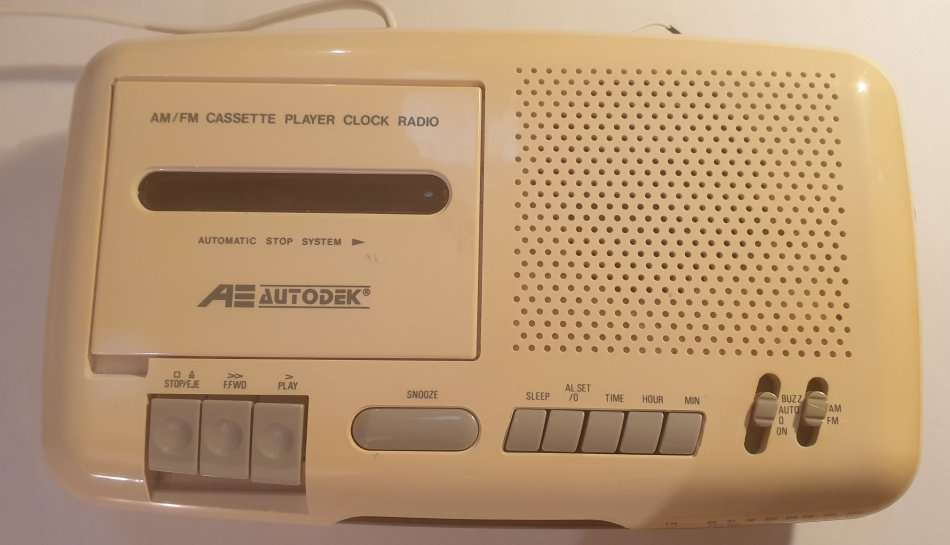 AM/FM CASSETTE PLAYER CLOCK RADIO
AUTOMATIC STOP SYSTEM
AE AUTODEK®
STOP/EJE F.FWD PLAY
SNOOZE
SLEEP AL SET /O TIME HOUR MIN
BUZZ
AUTO
O
ON
AM
FM